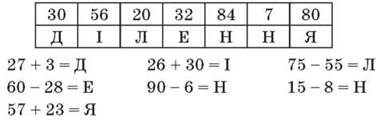 30 56 20 32 84 7 80
Д І Л Е Н Н Я
27 + 3 = Д 26 + 30 = І 75 – 55 = Л
60 – 28 = Е 90 – 6 = Н 15 – 8 = Н
57 + 23 = Я